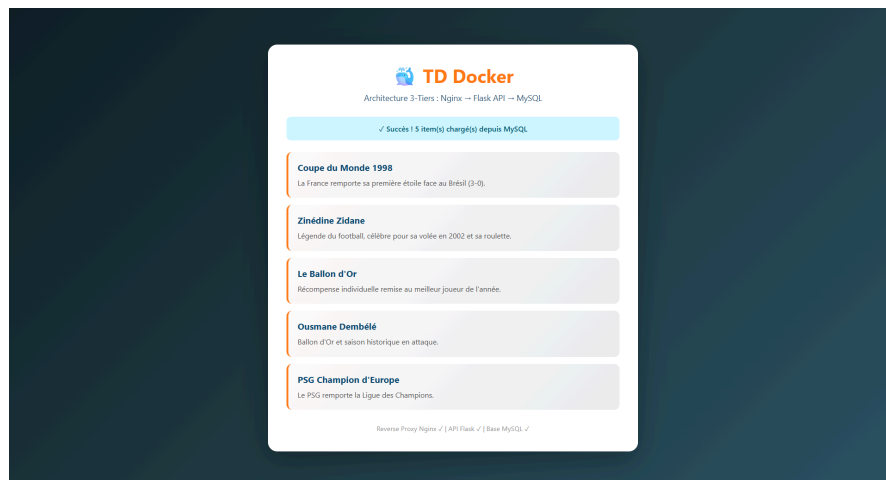 TD Docker
Architecture 3-Tiers : Nginx → Flask API → MySQL
✓ Succès ! 5 item(s) chargé(s) depuis MySQL
Coupe du Monde 1998
La France remporte sa première étoile face au Brésil (3-0).
Zinédine Zidane
Légende du football, célèbre pour sa volée en 2002 et sa roulette.
Le Ballon d'Or
Récompense individuelle remise au meilleur joueur de l'année.
Ousmane Dembélé
Ballon d'Or et saison historique en attaque.
PSG Champion d'Europe
Le PSG remporte la Ligue des Champions.
Reverse Proxy Nginx ✓ | API Flask ✓ | Base MySQL ✓